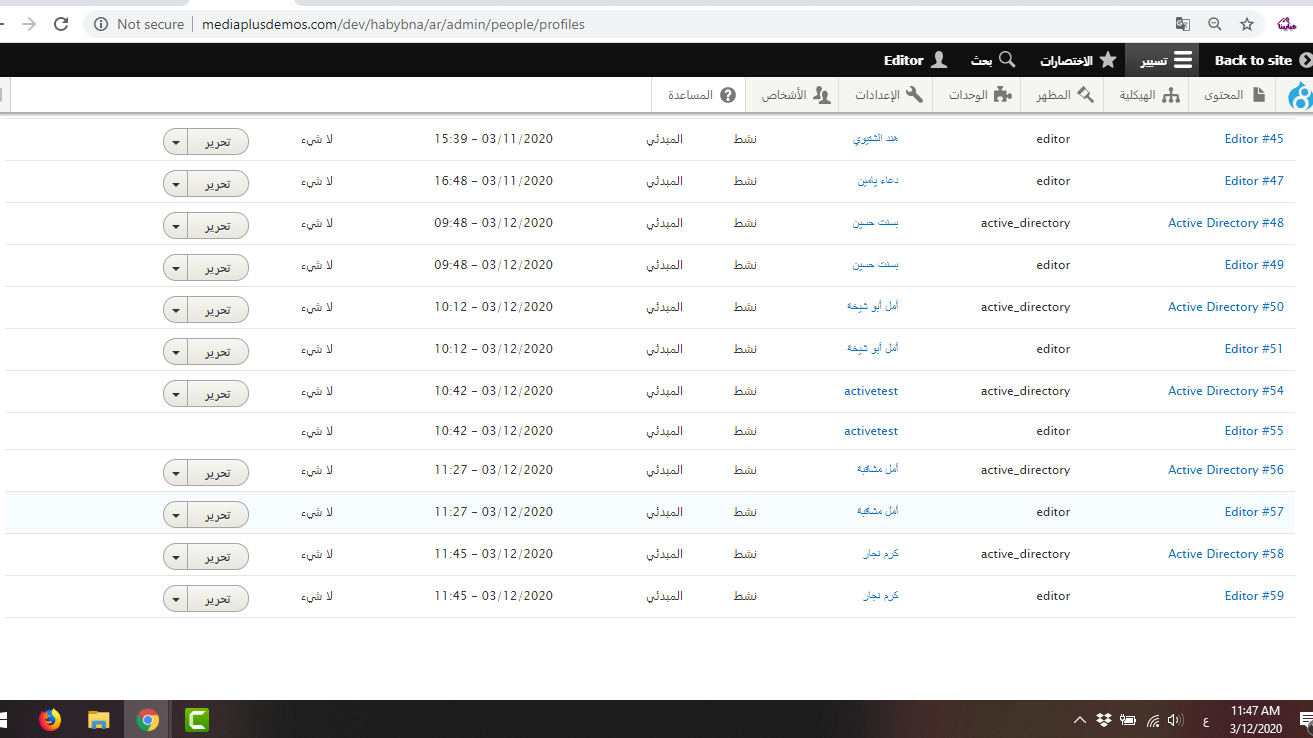 Not secure | mediaplusdemos.com/dev/habybna/ar/admin/people/profiles
Back to site تسيير الاختصارات بحث Editor
المحتوى الهيكلية المظهر الوحدات الإعدادات الأشخاص المساعدة
Editor #45 editor هند الشتيوي نشط المبدئي 03/11/2020 - 15:39 لا شيء تحرير
Editor #47 editor دعاء يامين نشط المبدئي 03/11/2020 - 16:48 لا شيء تحرير
Active Directory #48 active_directory بسنت حسين نشط المبدئي 03/12/2020 - 09:48 لا شيء تحرير
Editor #49 editor بسنت حسين نشط المبدئي 03/12/2020 - 09:48 لا شيء تحرير
Active Directory #50 active_directory أمل أبو شيخة نشط المبدئي 03/12/2020 - 10:12 لا شيء تحرير
Editor #51 editor أمل أبو شيخة نشط المبدئي 03/12/2020 - 10:12 لا شيء تحرير
Active Directory #54 active_directory activetest نشط المبدئي 03/12/2020 - 10:42 لا شيء تحرير
Editor #55 editor activetest نشط المبدئي 03/12/2020 - 10:42 لا شيء
Active Directory #56 active_directory أمل مشاقبة نشط المبدئي 03/12/2020 - 11:27 لا شيء تحرير
Editor #57 editor أمل مشاقبة نشط المبدئي 03/12/2020 - 11:27 لا شيء تحرير
Active Directory #58 active_directory كرم نجار نشط المبدئي 03/12/2020 - 11:45 لا شيء تحرير
Editor #59 editor كرم نجار نشط المبدئي 03/12/2020 - 11:45 لا شيء تحرير
ع 11:47 AM
3/12/2020